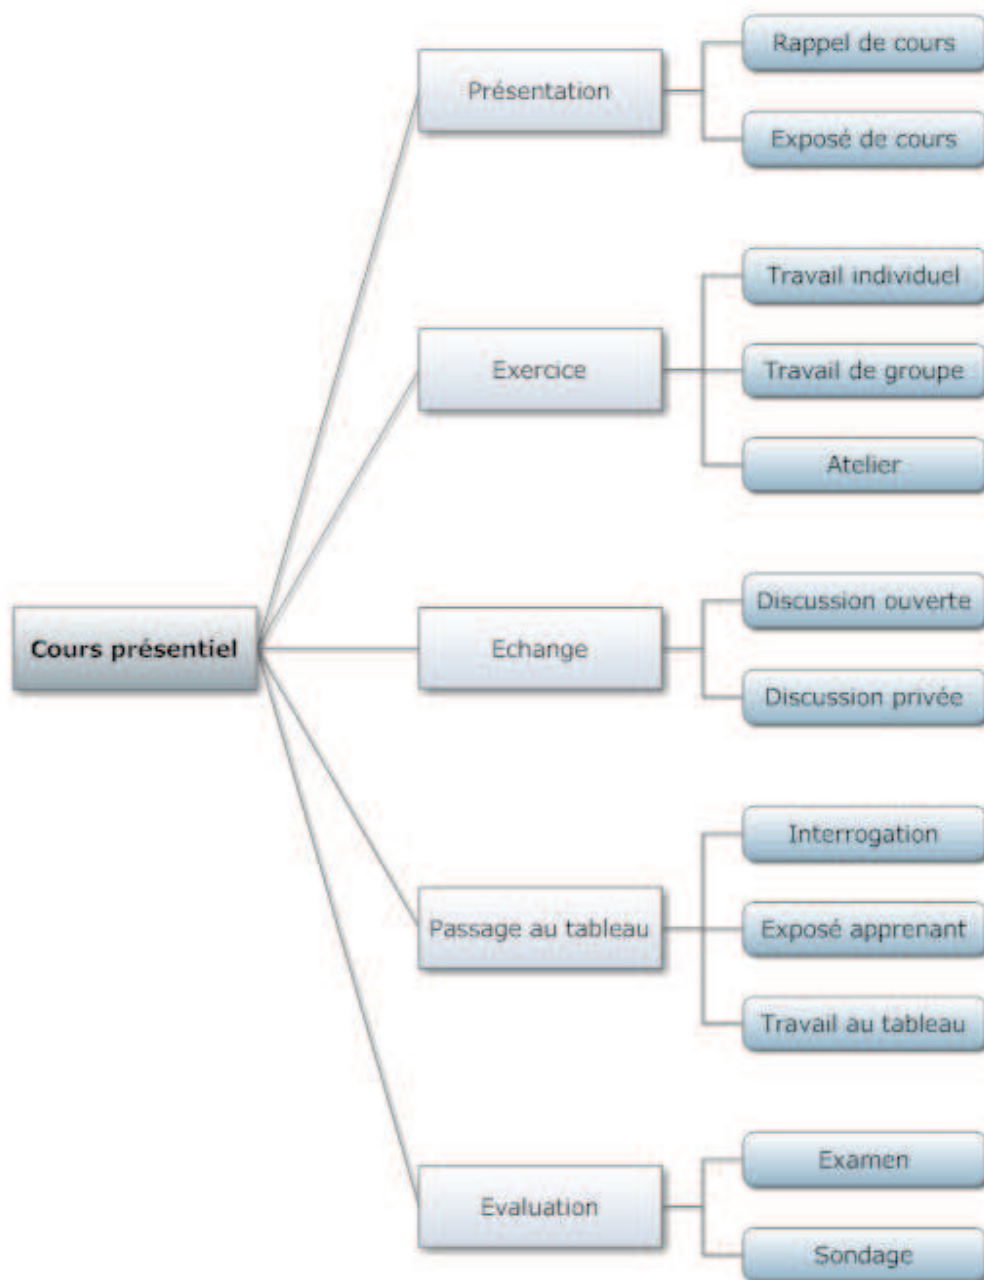 Rappel de cours
Présentation
Exposé de cours
Travail individuel
Exercice
Travail de groupe
Atelier
Discussion ouverte
Cours présentiel
Echange
Discussion privée
Interrogation
Passage au tableau
Exposé apprenant
Travail au tableau
Examen
Evaluation
Sondage